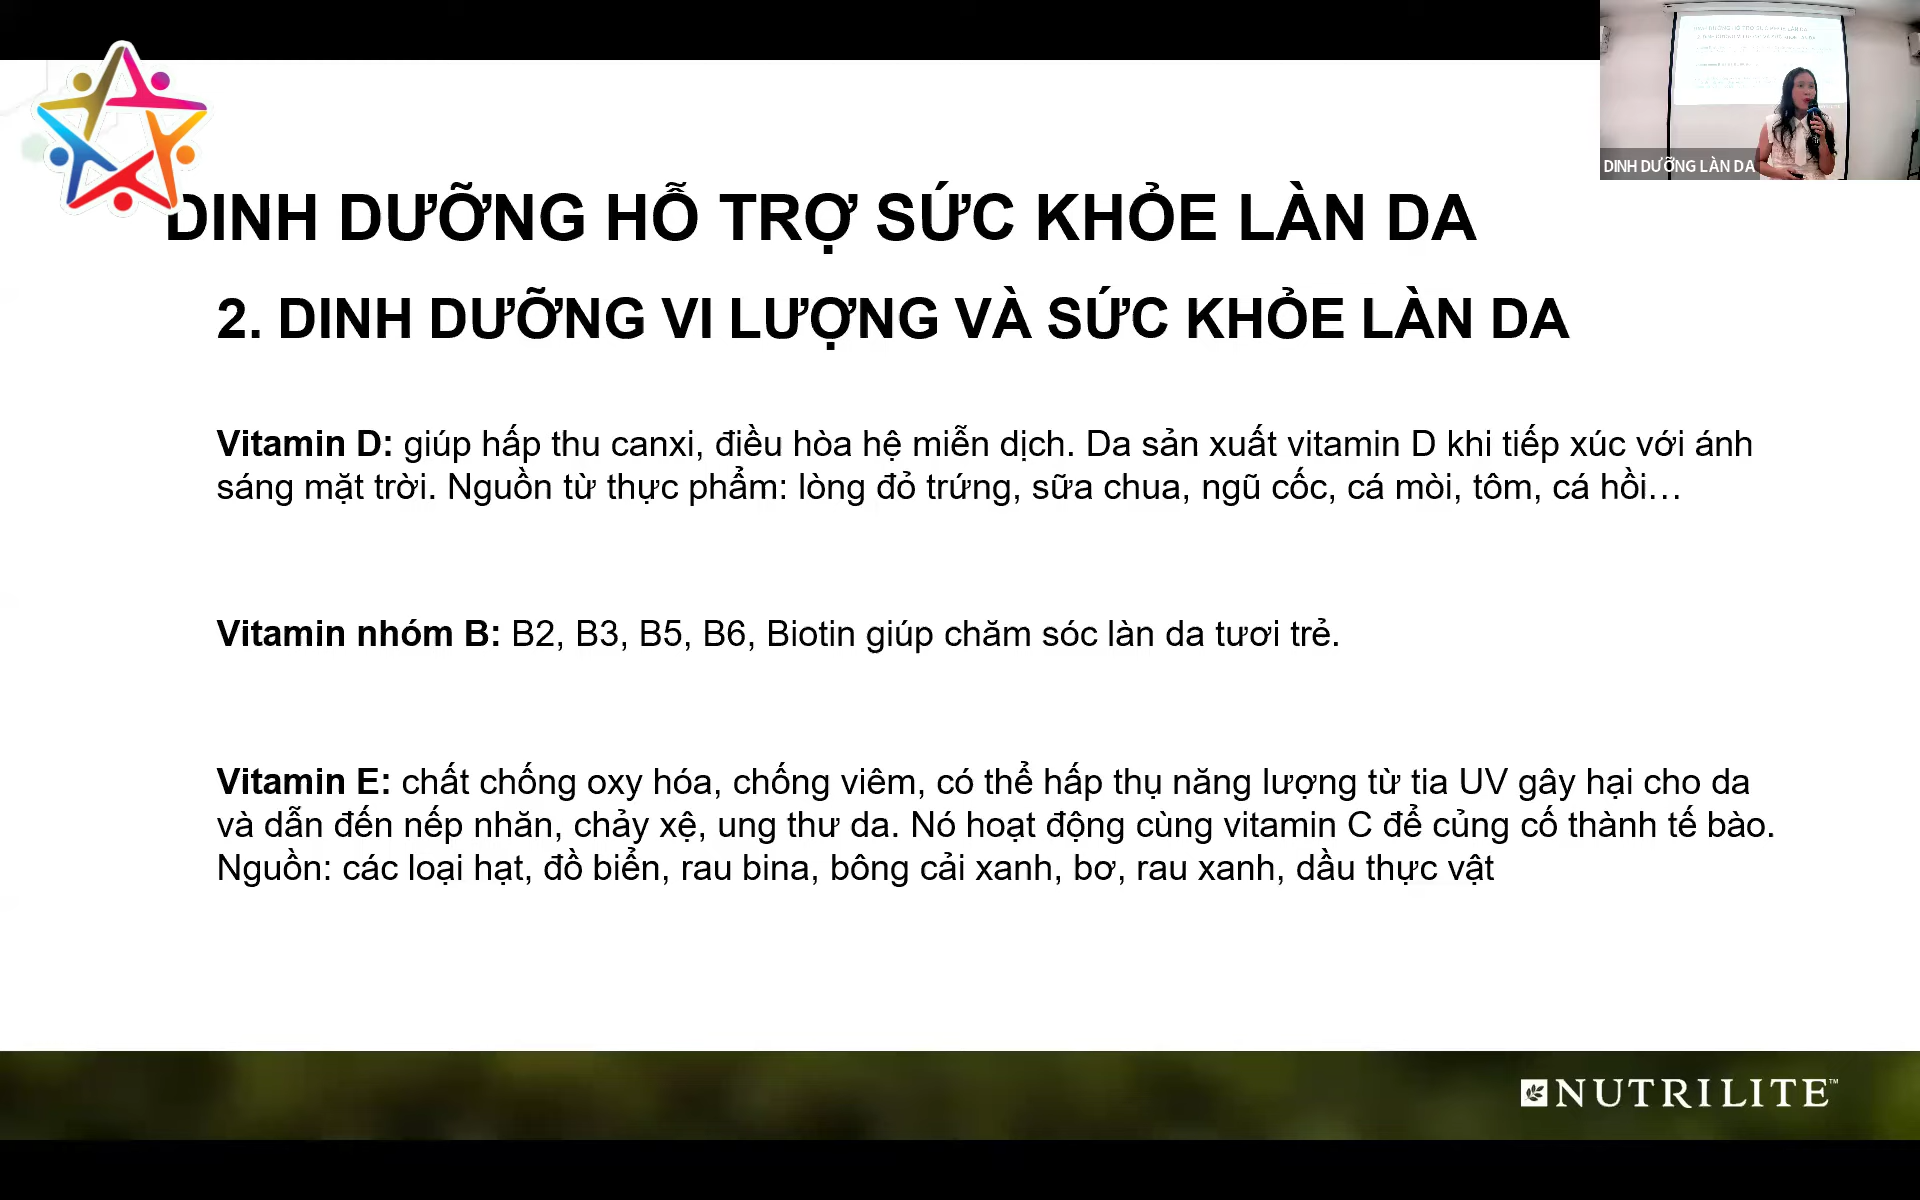 DINH DƯỠNG HỖ TRỢ SỨC KHỎE LÀN DA
2. DINH DƯỠNG VI LƯỢNG VÀ SỨC KHỎE LÀN DA
Vitamin D: giúp hấp thu canxi, điều hòa hệ miễn dịch. Da sản xuất vitamin D khi tiếp xúc với ánh
sáng mặt trời. Nguồn từ thực phẩm: lòng đỏ trứng, sữa chua, ngũ cốc, cá mòi, tôm, cá hồi…
Vitamin nhóm B: B2, B3, B5, B6, Biotin giúp chăm sóc làn da tươi trẻ.
Vitamin E: chất chống oxy hóa, chống viêm, có thể hấp thụ năng lượng từ tia UV gây hại cho da
và dẫn đến nếp nhăn, chảy xệ, ung thư da. Nó hoạt động cùng vitamin C để củng cố thành tế bào.
Nguồn: các loại hạt, đồ biển, rau bina, bông cải xanh, bơ, rau xanh, dầu thực vật
NUTRILITE™
DINH DƯỠNG LÀN DA